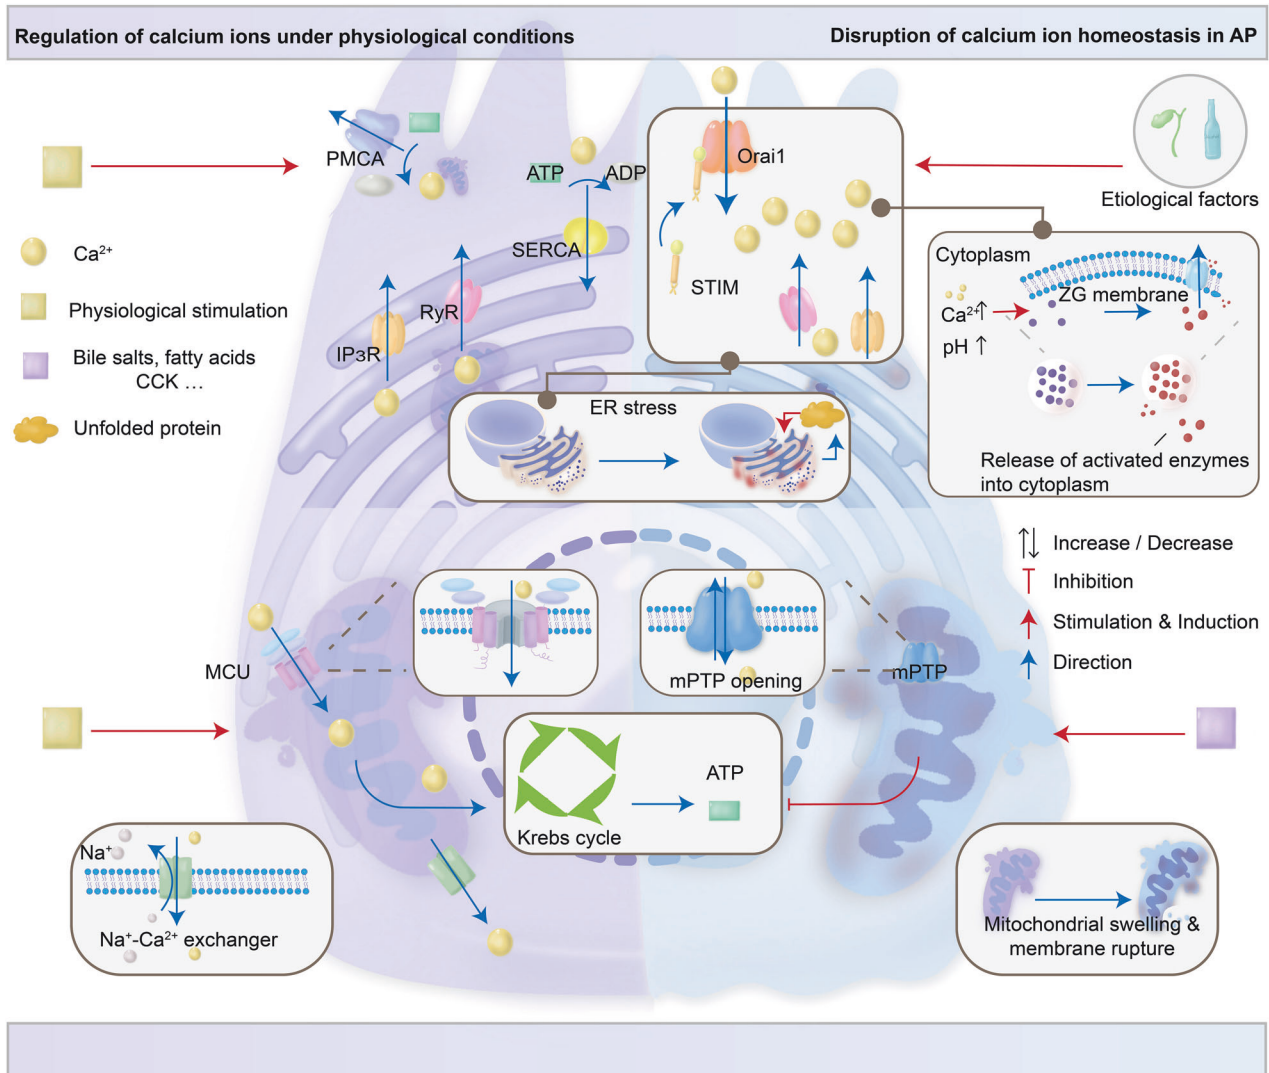 Regulation of calcium ions under physiological conditions
Disruption of calcium ion homeostasis in AP
PMCA
ATP
ADP
SERCA
RyR
IP3R
Ca²⁺
Physiological stimulation
Bile salts, fatty acids
CCK ...
Unfolded protein
Orai1
STIM
Etiological factors
Cytoplasm
ZG membrane
Ca²⁺↑
pH ↑
Release of activated enzymes
into cytoplasm
ER stress
↑↓ Increase / Decrease
Inhibition
Stimulation & Induction
Direction
MCU
mPTP opening
mPTP
Krebs cycle
ATP
Na⁺
Na⁺-Ca²⁺ exchanger
Mitochondrial swelling &
membrane rupture